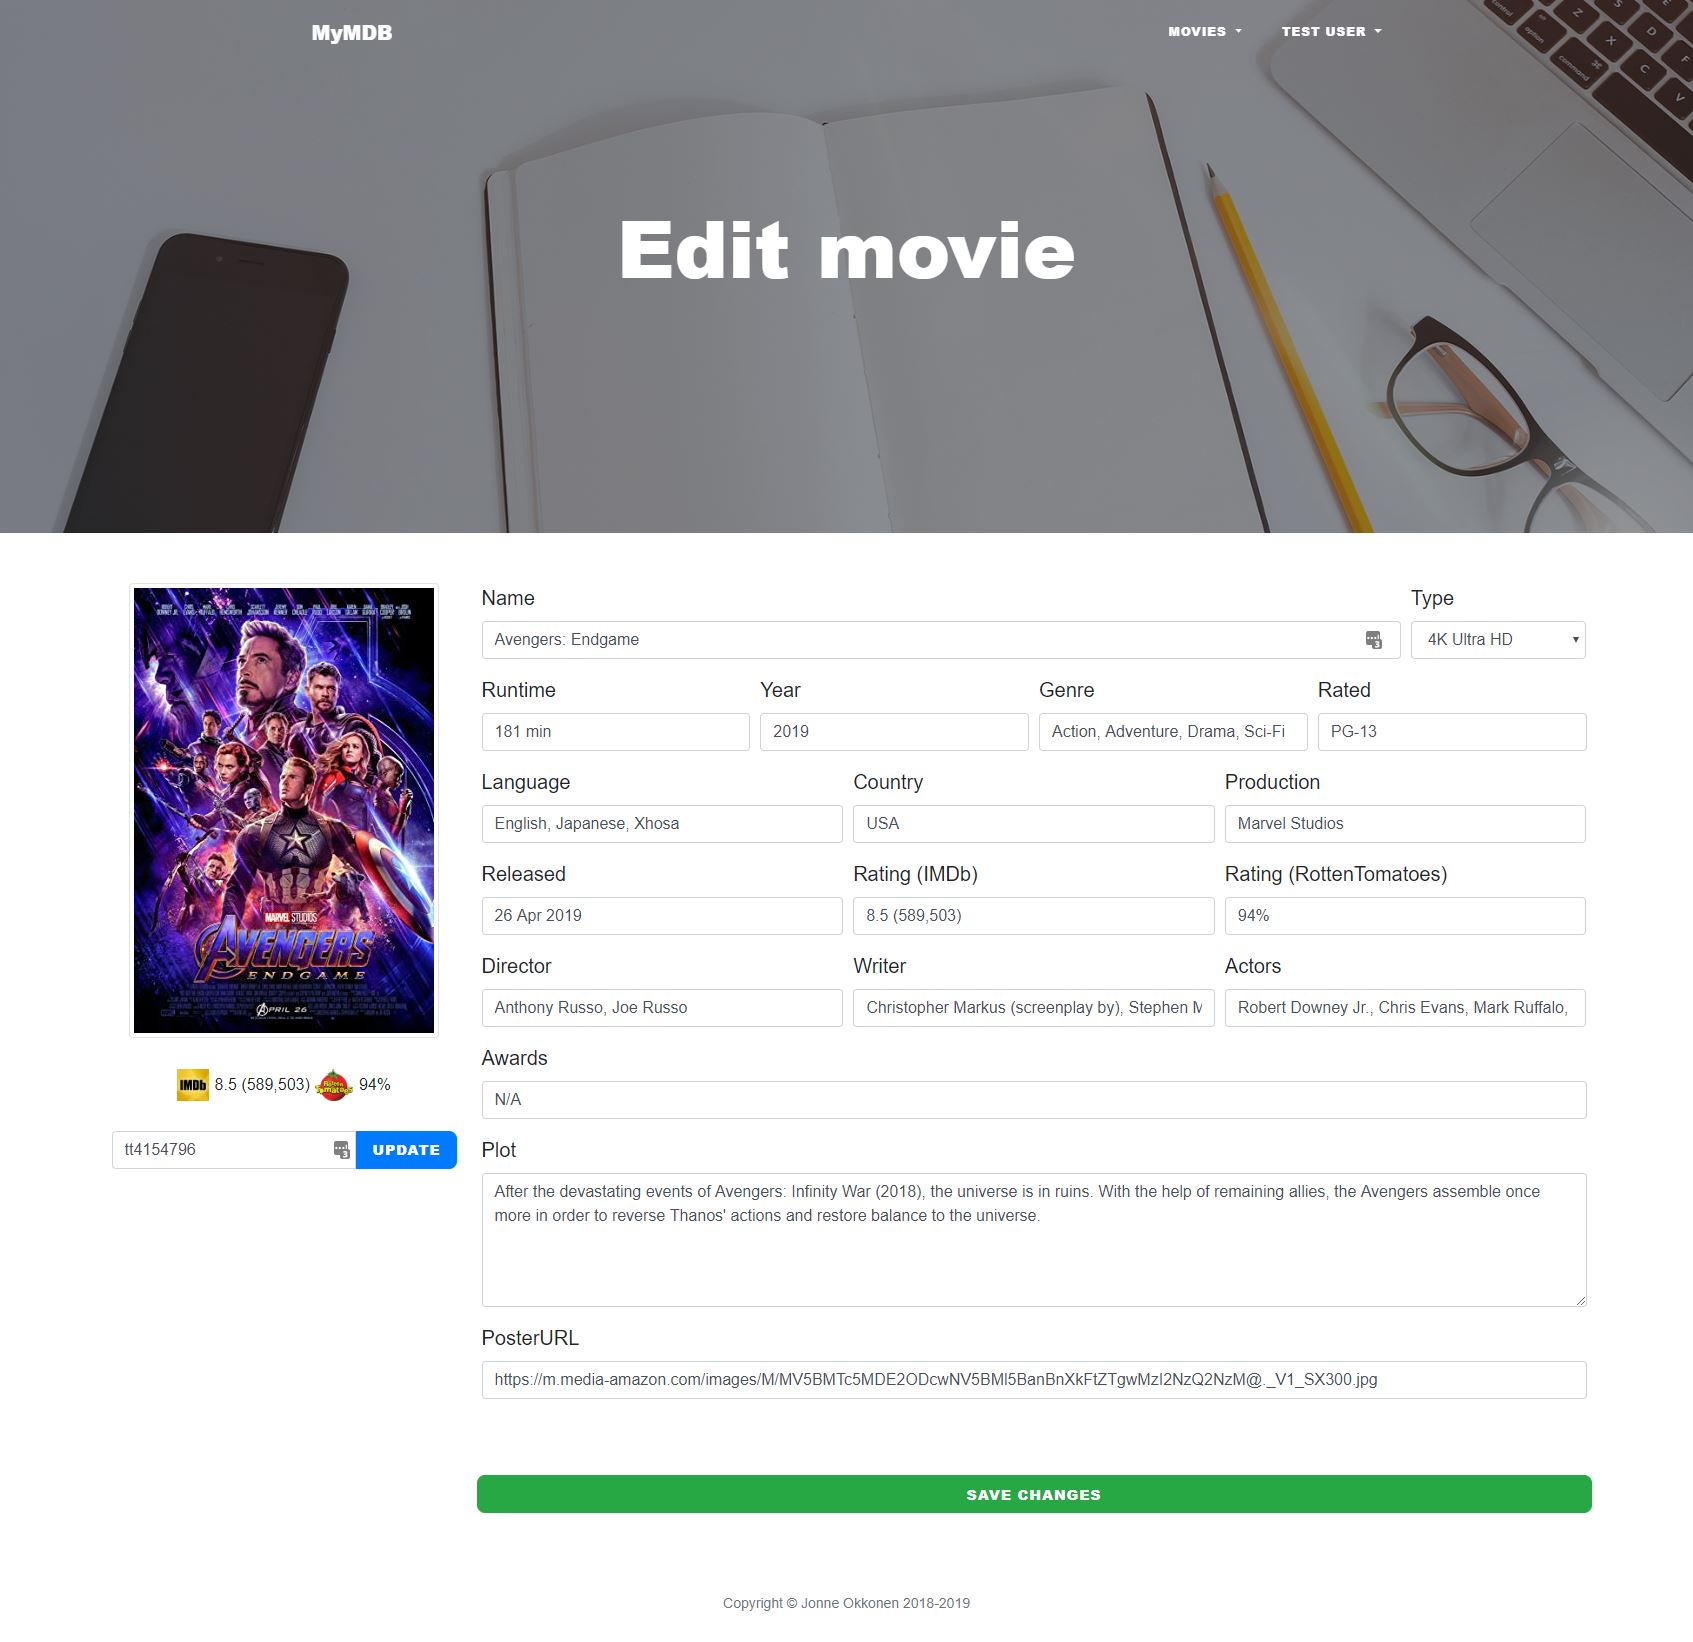 MyMDB
MOVIES
TEST USER
Edit movie
Name
Type
Avengers: Endgame
4K Ultra HD
Runtime
Year
Genre
Rated
181 min
2019
Action, Adventure, Drama, Sci-Fi
PG-13
Language
Country
Production
English, Japanese, Xhosa
USA
Marvel Studios
Released
Rating (IMDb)
Rating (RottenTomatoes)
26 Apr 2019
8.5 (589,503)
94%
Director
Writer
Actors
Anthony Russo, Joe Russo
Christopher Markus (screenplay by), Stephen M
Robert Downey Jr., Chris Evans, Mark Ruffalo,
Awards
N/A
Plot
After the devastating events of Avengers: Infinity War (2018), the universe is in ruins. With the help of remaining allies, the Avengers assemble once
more in order to reverse Thanos' actions and restore balance to the universe.
PosterURL
https://m.media-amazon.com/images/M/MV5BMTc5MDE2ODcwNV5BMl5BanBnXkFtZTgwMzI2NzQ2NzM@._V1_SX300.jpg
SAVE CHANGES
MARVEL STUDIOS
AVENGERS
ENDGAME
APRIL 26
IMDb 8.5 (589,503) Rotten Tomatoes 94%
tt4154796
UPDATE
Copyright © Jonne Okkonen 2018-2019